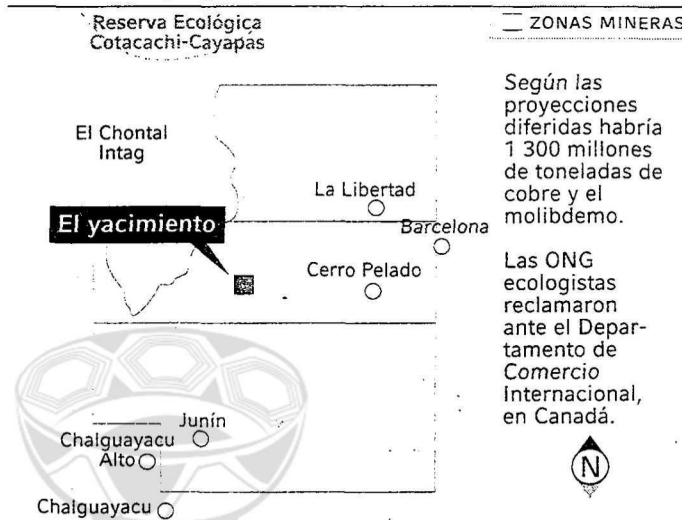 Reserva Ecológica
Cotacachi-Cayapas
ZONAS MINERAS
El Chontal
Intag
La Libertad
El yacimiento
Barcelona
Cerro Pelado
Junín
Chalguayacu
Alto
Chalguayacu
Según las
proyecciones
diferidas habría
1 300 millones
de toneladas de
cobre y el
molibdemo.
Las ONG
ecologistas
reclamaron
ante el Depar-
tamento de
Comercio
Internacional,
en Canadá.
N